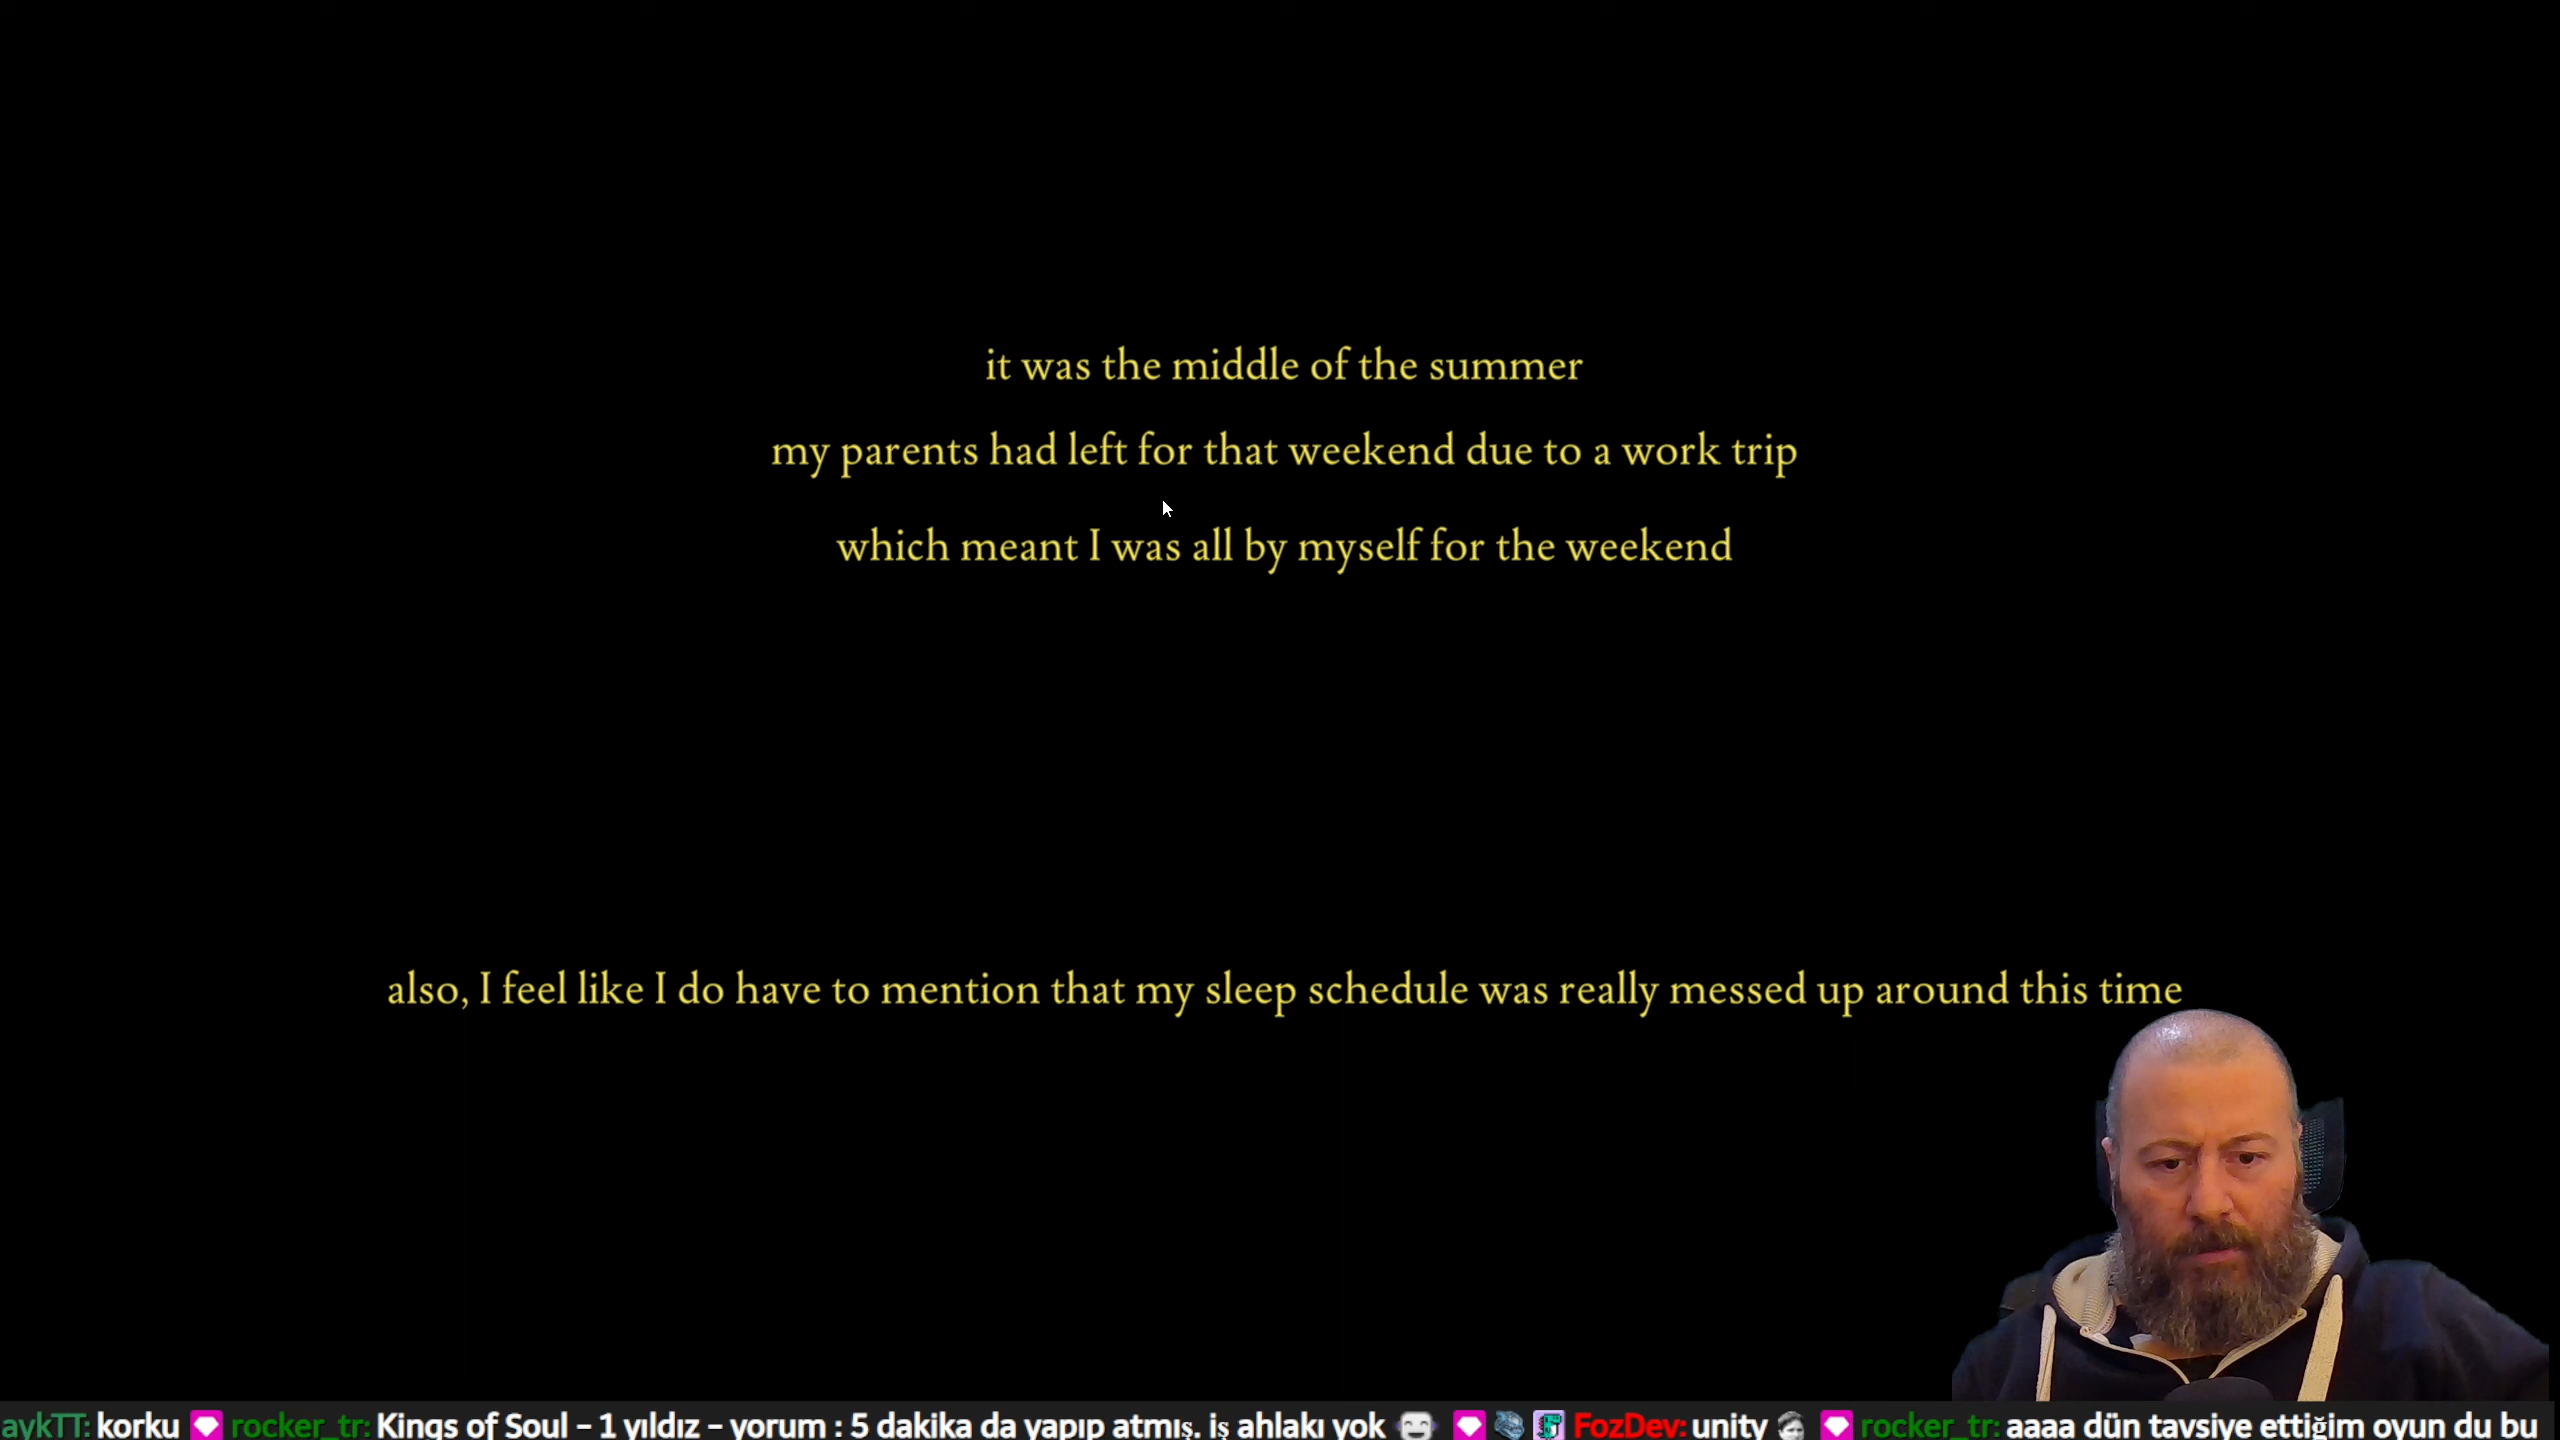 it was the middle of the summer
my parents had left for that weekend due to a work trip
which meant I was all by myself for the weekend
also, I feel like I do have to mention that my sleep schedule was really messed up around this time
aykTT: korku rocker_tr: Kings of Soul - 1 yıldız - yorum : 5 dakika da yapıp atmış. iş ahlakı yok FozDev: unity rocker_tr: aaaa dün tavsiye ettiğim oyun du bu